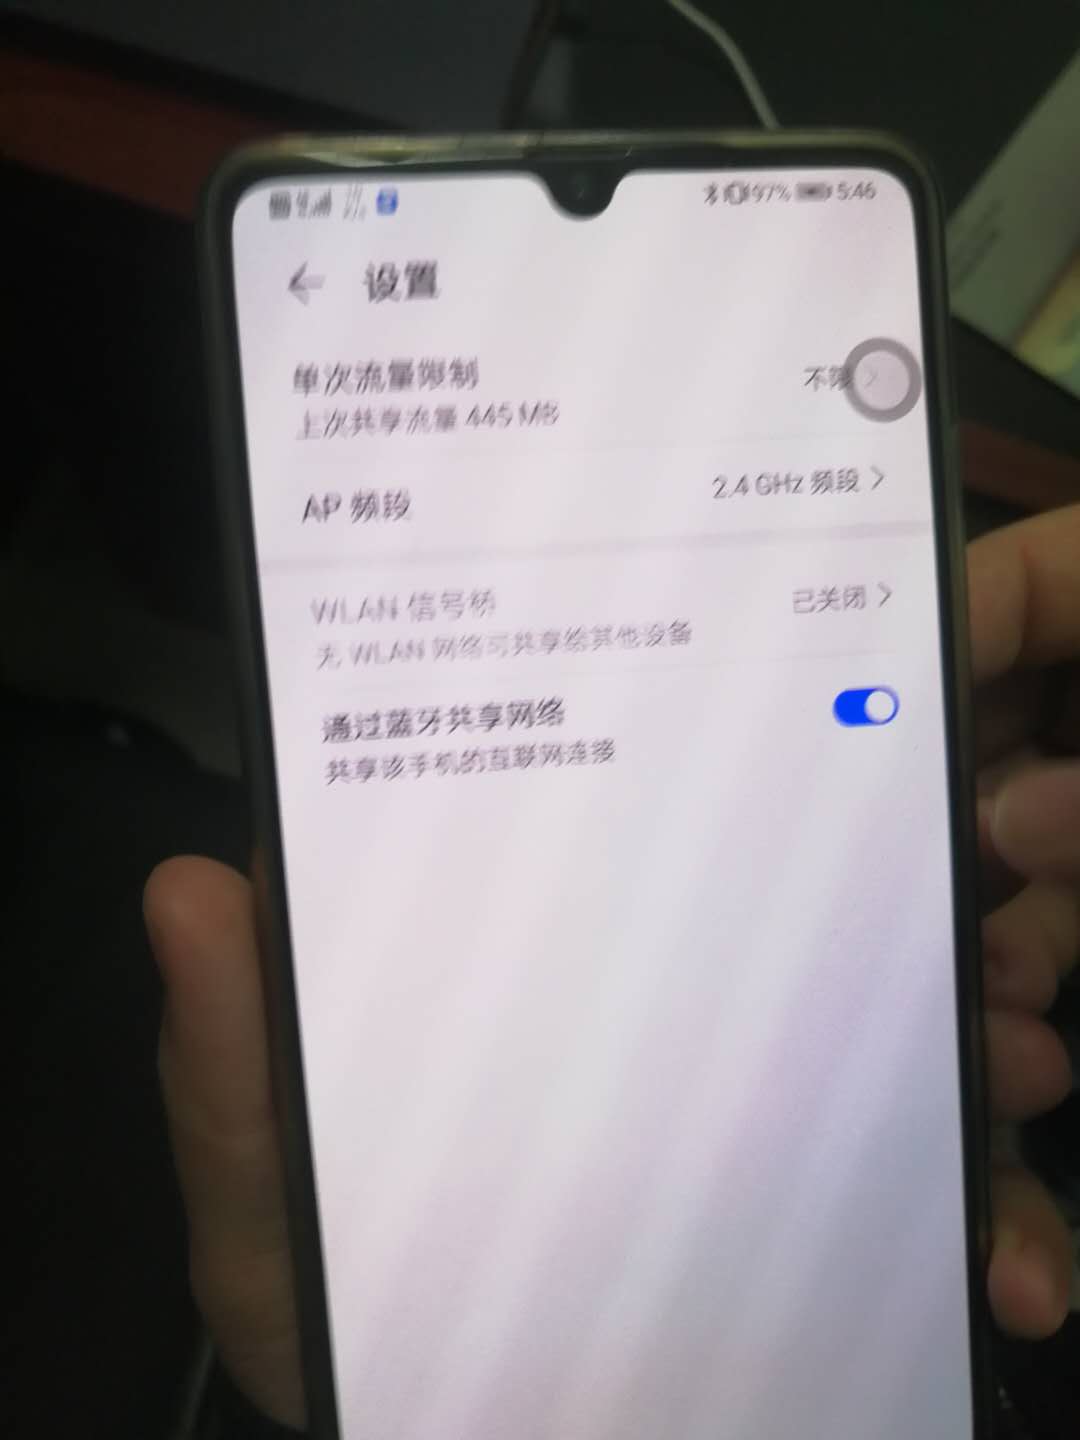 97% 5:46
设置
单次流量限制
不限
上次共享流量 445 MB
AP 频段
2.4 GHz 频段
WLAN 信号桥
已关闭
无 WLAN 网络可共享给其他设备
通过蓝牙共享网络
共享该手机的互联网连接